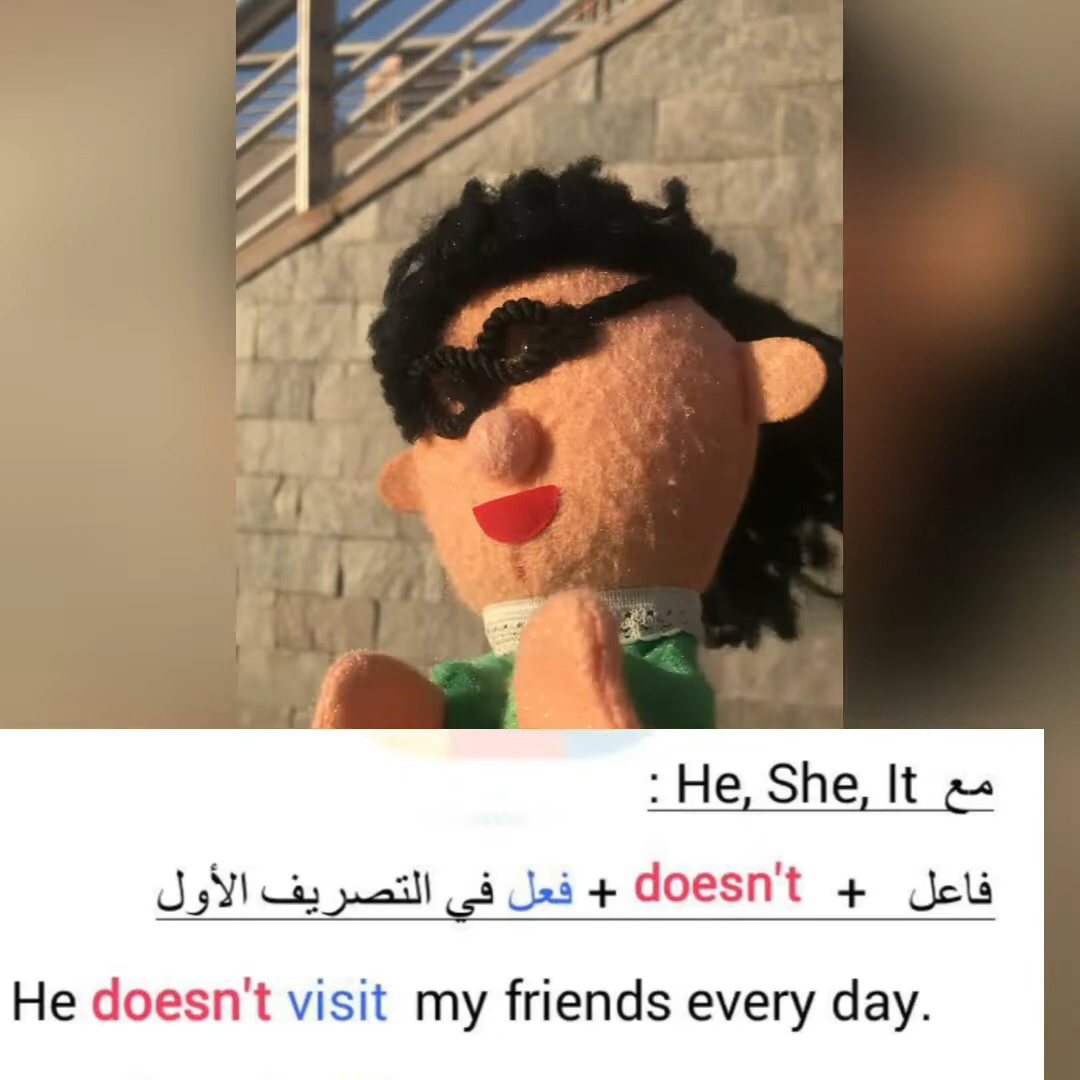 مع He, She, It :
فاعل + doesn't + فعل في التصريف الأول
He doesn't visit my friends every day.